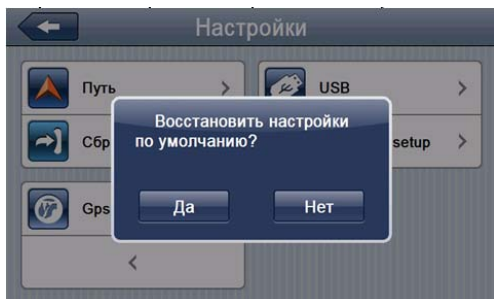 Настройки
Путь
USB
Восстановить настройки
по умолчанию?
Сбр
setup
Gps
Да
Нет